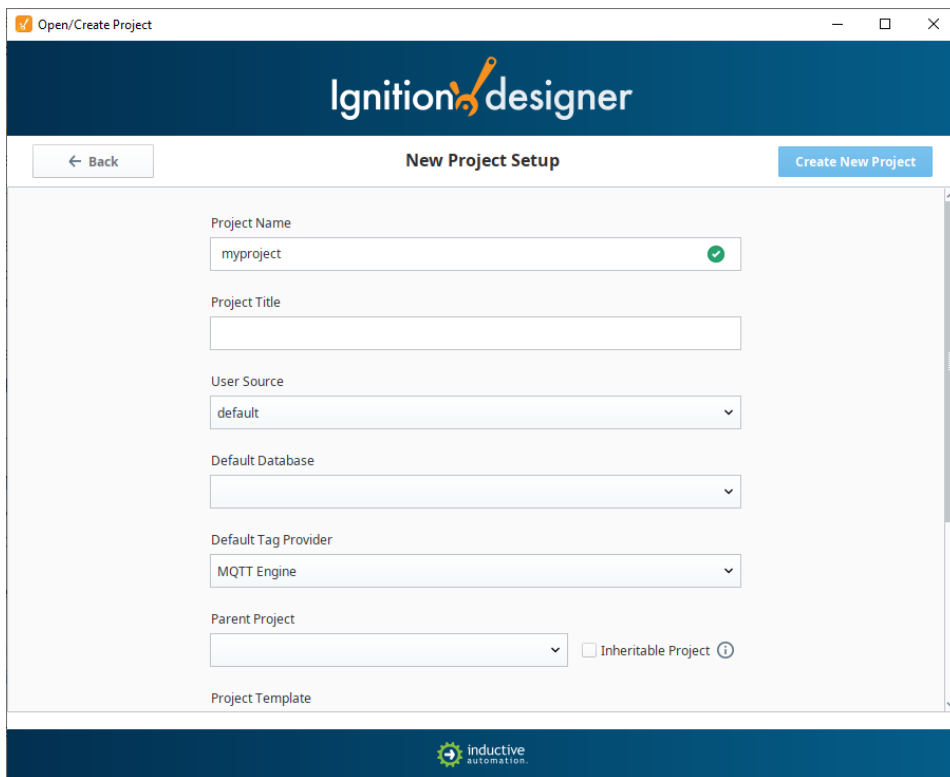 Open/Create Project
Ignition designer
← Back
New Project Setup
Create New Project
Project Name
myproject
Project Title
User Source
default
Default Database
Default Tag Provider
MQTT Engine
Parent Project
Inheritable Project
Project Template
inductive
automation.